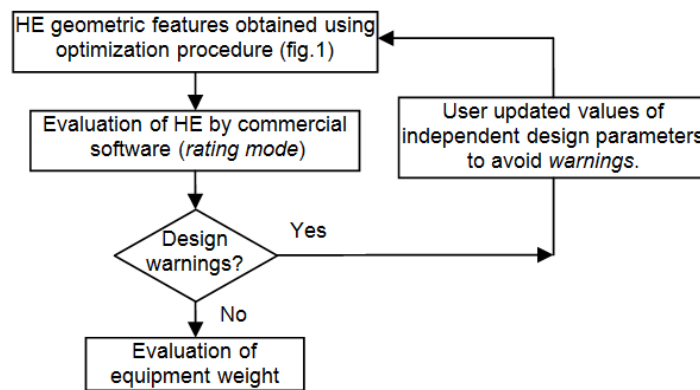 HE geometric features obtained using
optimization procedure (fig.1)
Evaluation of HE by commercial
software (rating mode)
User updated values of
independent design parameters
to avoid warnings.
Design
warnings?
Yes
No
Evaluation of
equipment weight